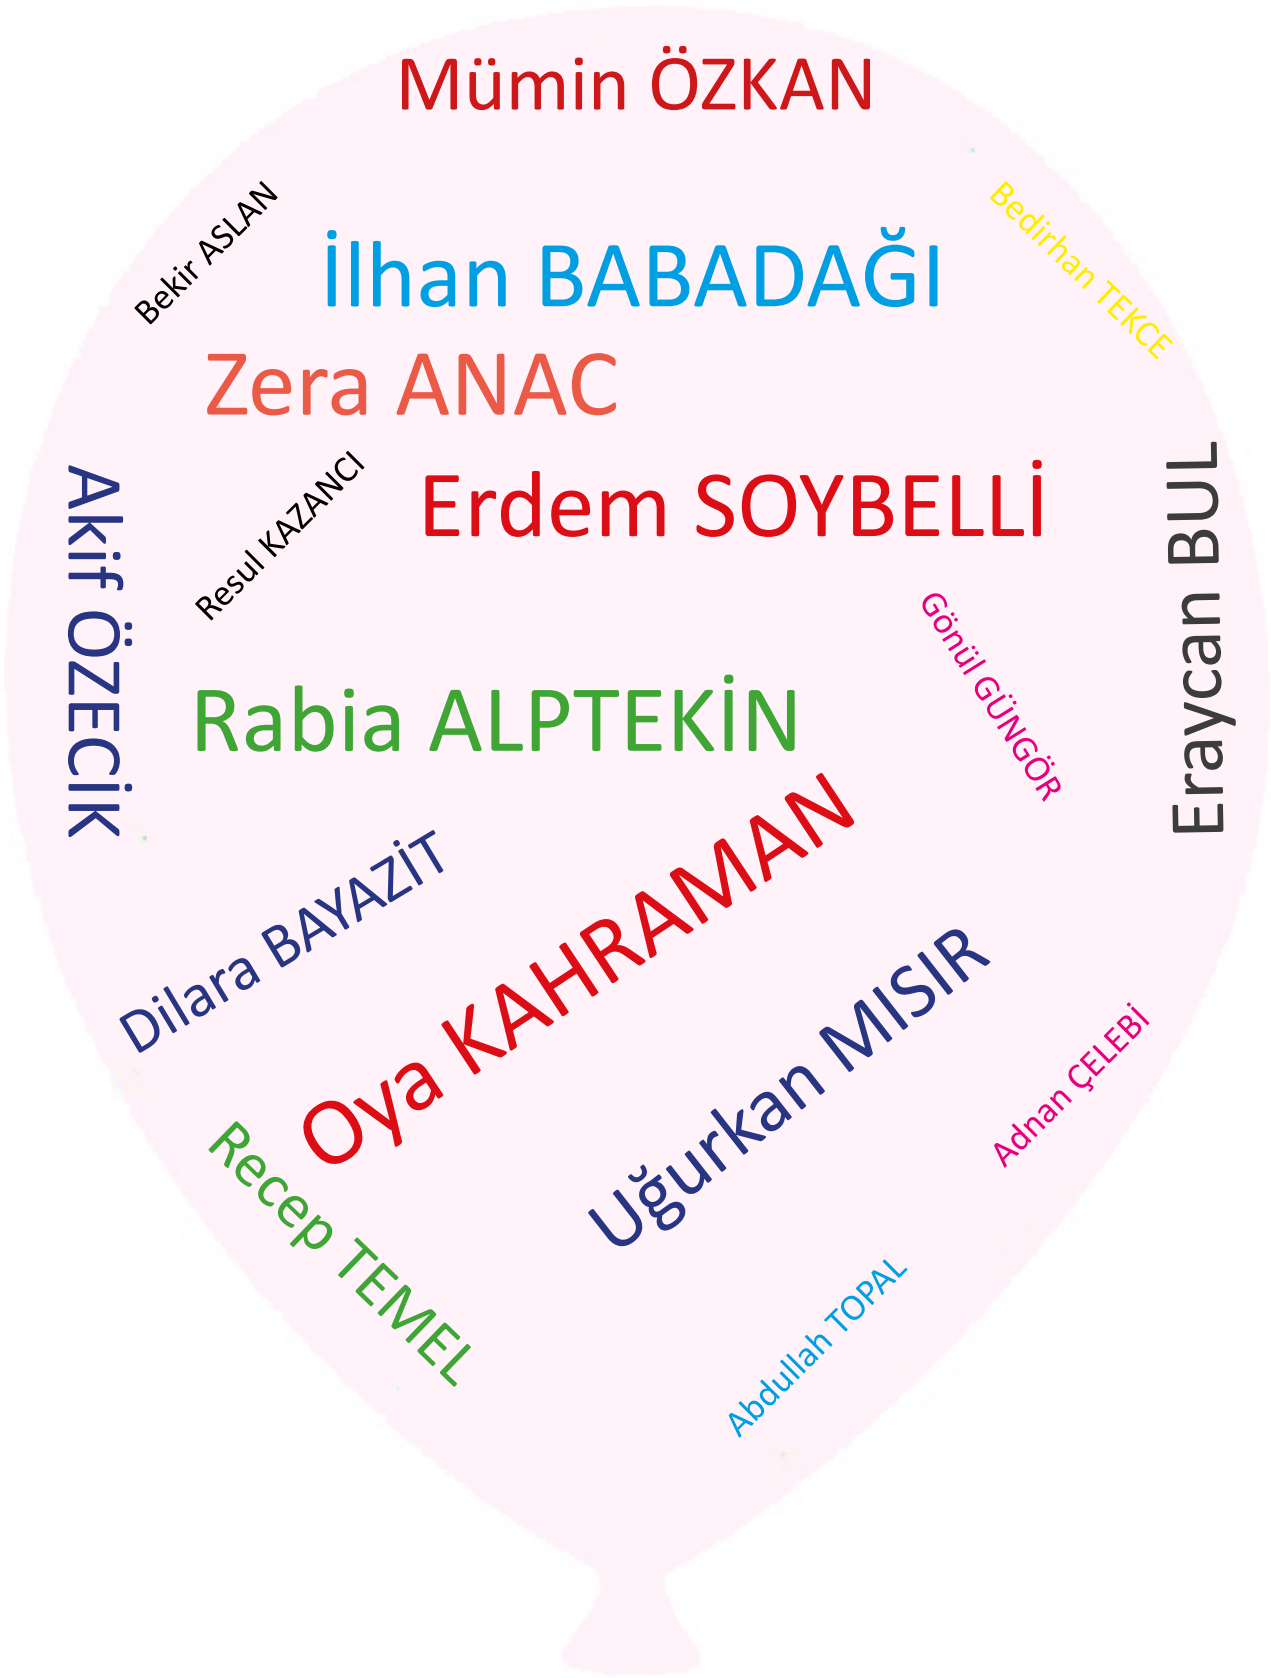 Mümin ÖZKAN
Bekir ASLAN
Bedirhan TEKCE
İlhan BABADAĞI
Zera ANAC
Akif ÖZECİK
Resul KAZANCI
Erdem SOYBELLİ
Eraycan BUL
Gönül GÜNGÖR
Rabia ALPTEKİN
Dilara BAYAZİT
Oya KAHRAMAN
Uğurkan MISIR
Adnan ÇELEBİ
Recep TEMEL
Abdullah TOPAL